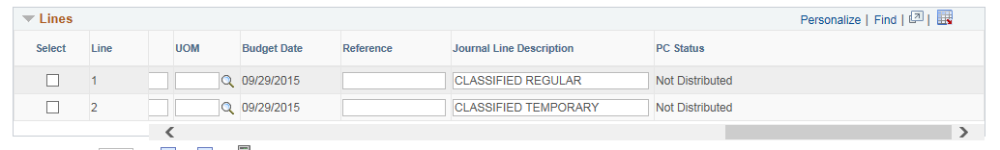 Lines
Personalize | Find | |
Select Line UOM Budget Date Reference Journal Line Description PC Status
1 09/29/2015 CLASSIFIED REGULAR Not Distributed
2 09/29/2015 CLASSIFIED TEMPORARY Not Distributed